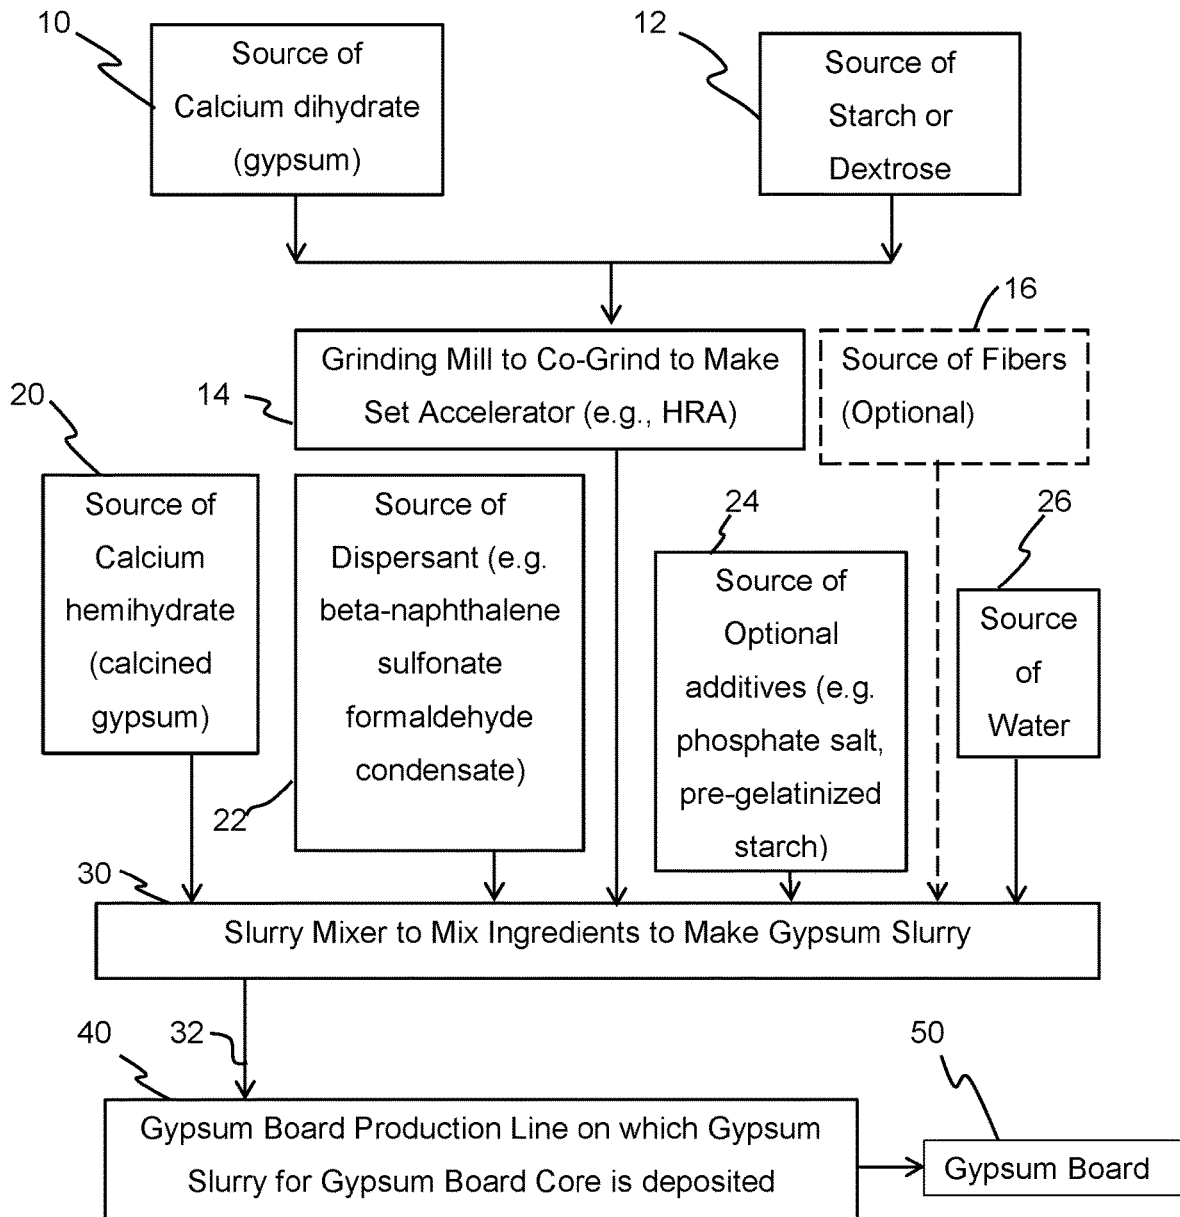 10
Source of
Calcium dihydrate
(gypsum)
12
Source of
Starch or
Dextrose
14
Grinding Mill to Co-Grind to Make
Set Accelerator (e.g., HRA)
16
Source of Fibers
(Optional)
20
Source of
Calcium
hemihydrate
(calcined
gypsum)
22
Source of
Dispersant (e.g.
beta-naphthalene
sulfonate
formaldehyde
condensate)
24
Source of
Optional
additives (e.g.
phosphate salt,
pre-gelatinized
starch)
26
Source
of
Water
30
Slurry Mixer to Mix Ingredients to Make Gypsum Slurry
32
40
Gypsum Board Production Line on which Gypsum
Slurry for Gypsum Board Core is deposited
50
Gypsum Board